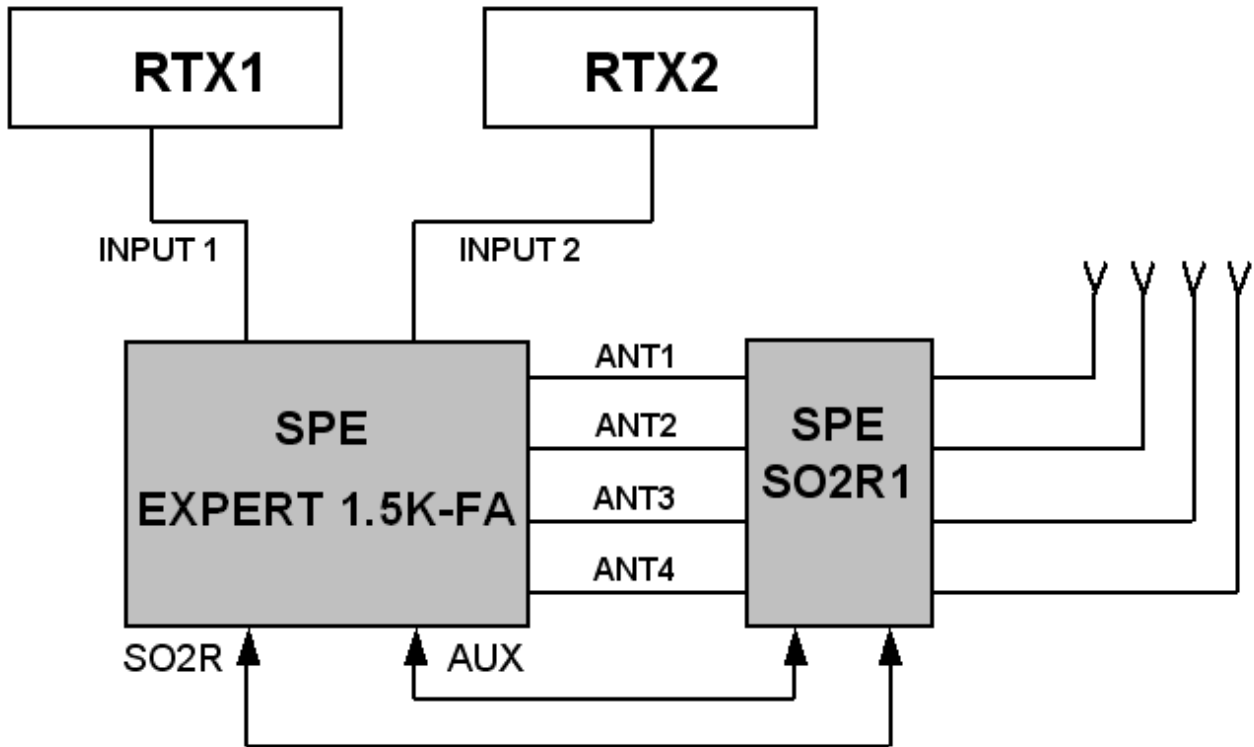 RTX1
RTX2
INPUT 1
INPUT 2
ANT1
ANT2
ANT3
ANT4
SPE
EXPERT 1.5K-FA
SPE
SO2R1
SO2R
AUX